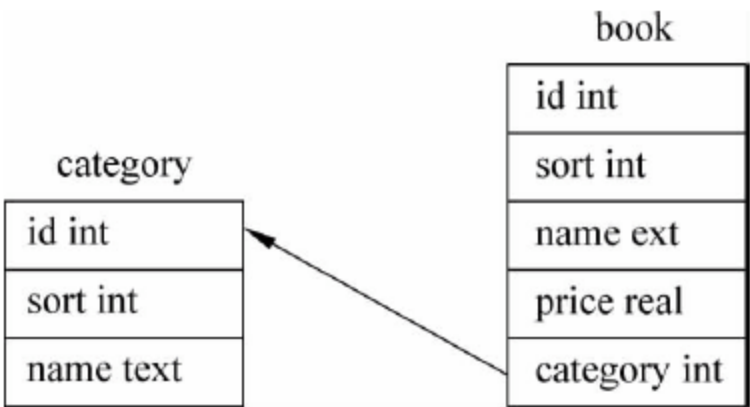 book
id int
sort int
name ext
price real
category int
category
id int
sort int
name text